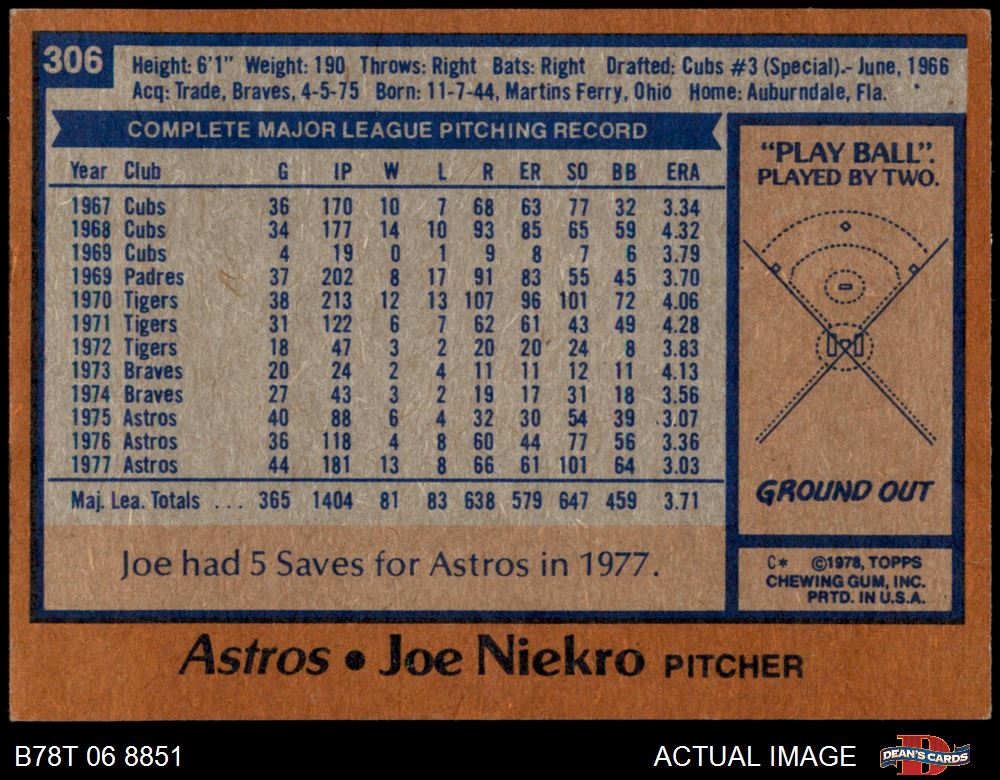 306
Height: 6'1" Weight: 190 Throws: Right Bats: Right Drafted: Cubs #3 (Special).- June, 1966
Acq: Trade, Braves, 4-5-75 Born: 11-7-44, Martins Ferry, Ohio Home: Auburndale, Fla.
COMPLETE MAJOR LEAGUE PITCHING RECORD
Year Club G IP W L R ER SO BB ERA
1967 Cubs 36 170 10 7 68 63 77 32 3.34
1968 Cubs 34 177 14 10 93 85 65 59 4.32
1969 Cubs 4 19 0 1 9 8 7 6 3.79
1969 Padres 37 202 8 17 91 83 55 45 3.70
1970 Tigers 38 213 12 13 107 96 101 72 4.06
1971 Tigers 31 122 6 7 62 61 43 49 4.28
1972 Tigers 18 47 3 2 20 20 24 8 3.83
1973 Braves 20 24 2 4 11 11 12 11 4.13
1974 Braves 27 43 3 2 19 17 31 18 3.56
1975 Astros 40 88 6 4 32 30 54 39 3.07
1976 Astros 36 118 4 8 60 44 77 56 3.36
1977 Astros 44 181 13 8 66 61 101 64 3.03
Maj. Lea. Totals ... 365 1404 81 83 638 579 647 459 3.71
Joe had 5 Saves for Astros in 1977.
"PLAY BALL".
PLAYED BY TWO.
GROUND OUT
C* ©1978, TOPPS
CHEWING GUM, INC.
PRTD. IN U.S.A.
Astros • Joe Niekro PITCHER
B78T 06 8851
ACTUAL IMAGE
D
DEAN'S CARDS